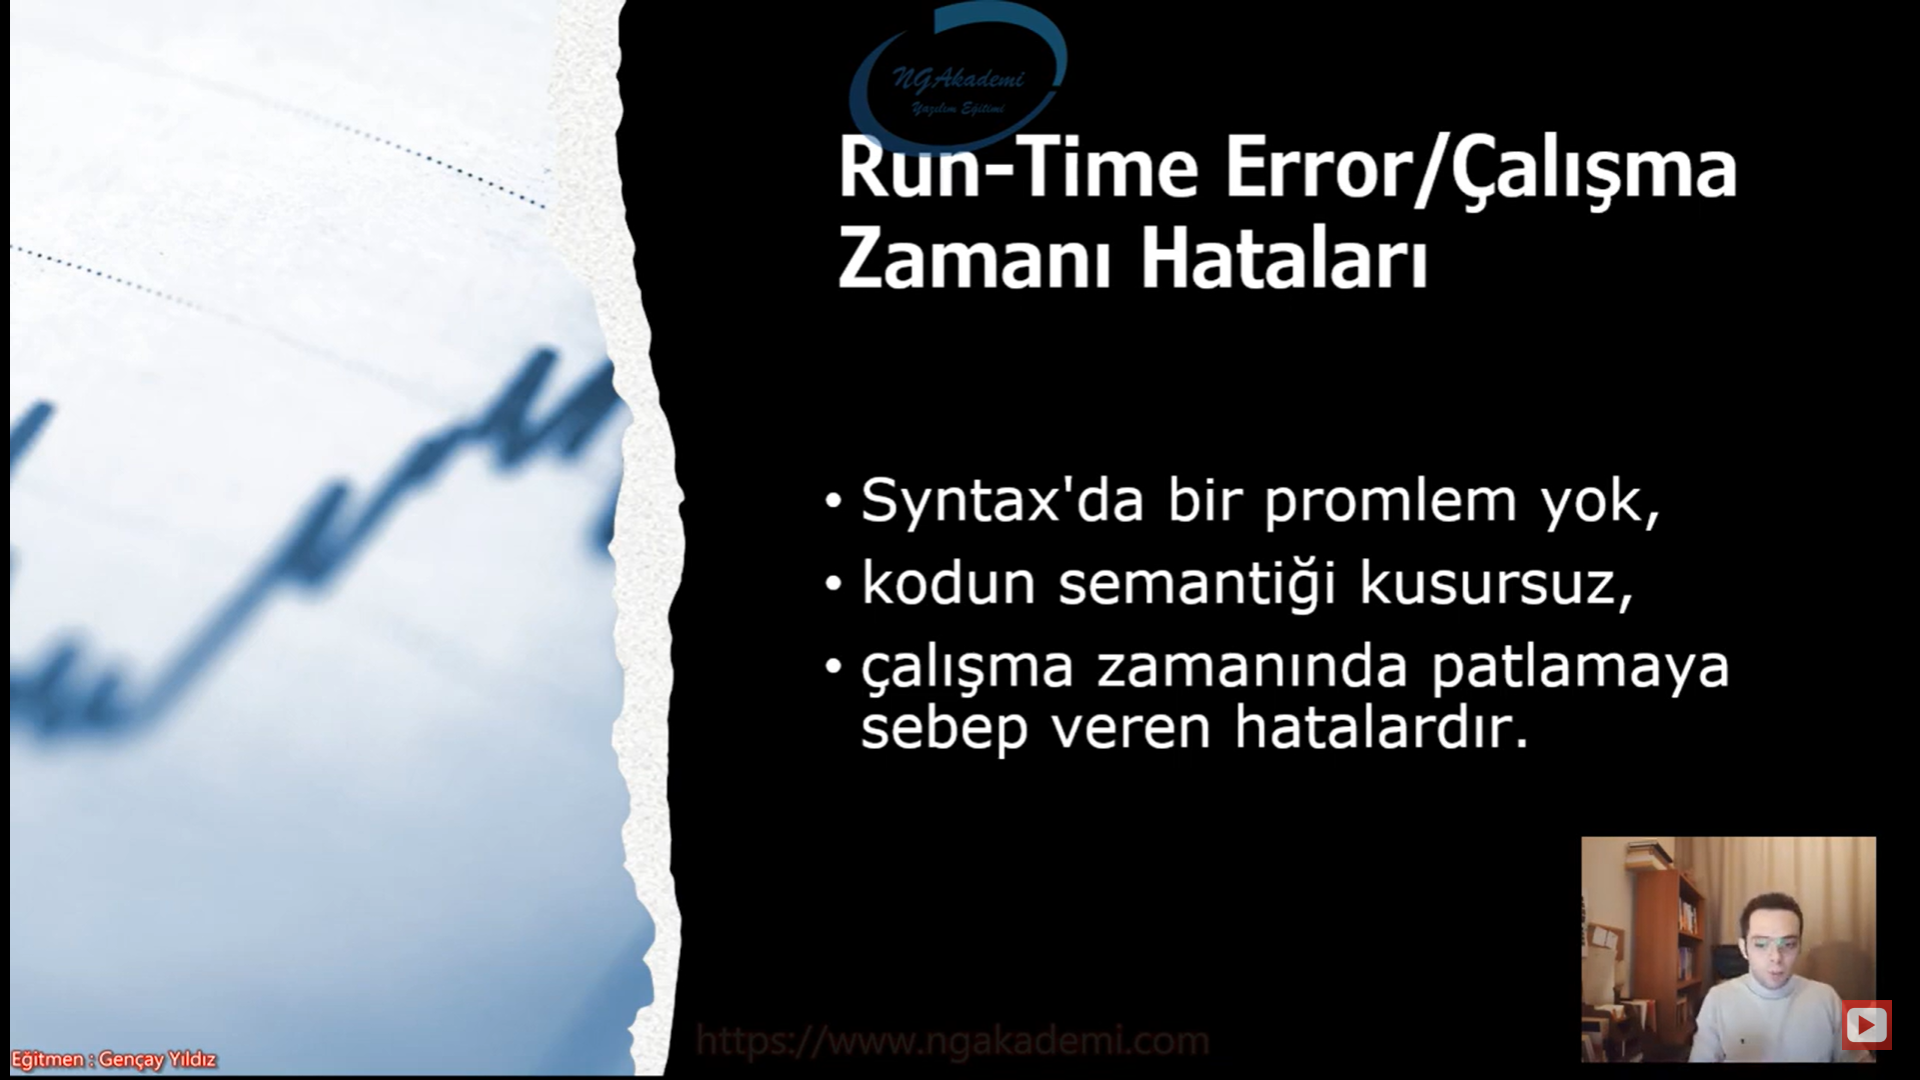 NGAkademi
Yazılım Eğitimi
Run-Time Error/Çalışma
Zamanı Hataları
• Syntax'da bir promlem yok,
• kodun semantiği kusursuz,
• çalışma zamanında patlamaya
sebep veren hatalardır.
https://www.ngakademi.com
Eğitmen : Gençay Yıldız